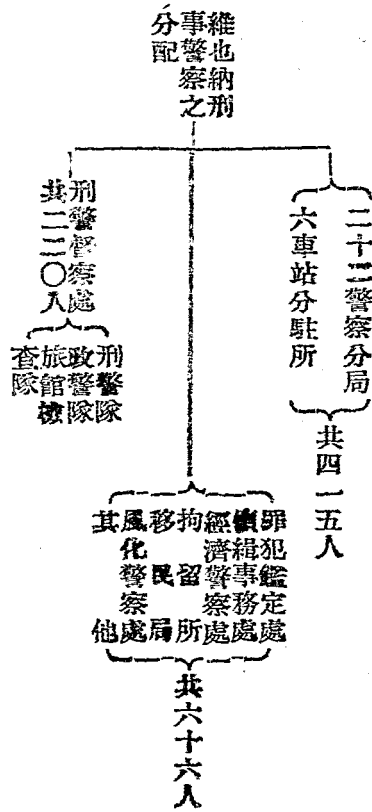 維也納刑
事警察之
分配
二十二警察分局
六車站分駐所
共四一五人
罪犯鑑定處
偵緝事務處
經濟警察處
拘留所
移民局
風化警察處
其他
共六十六人
刑警督察處
共二二〇人
刑警隊
政警隊
旅館檢
查隊